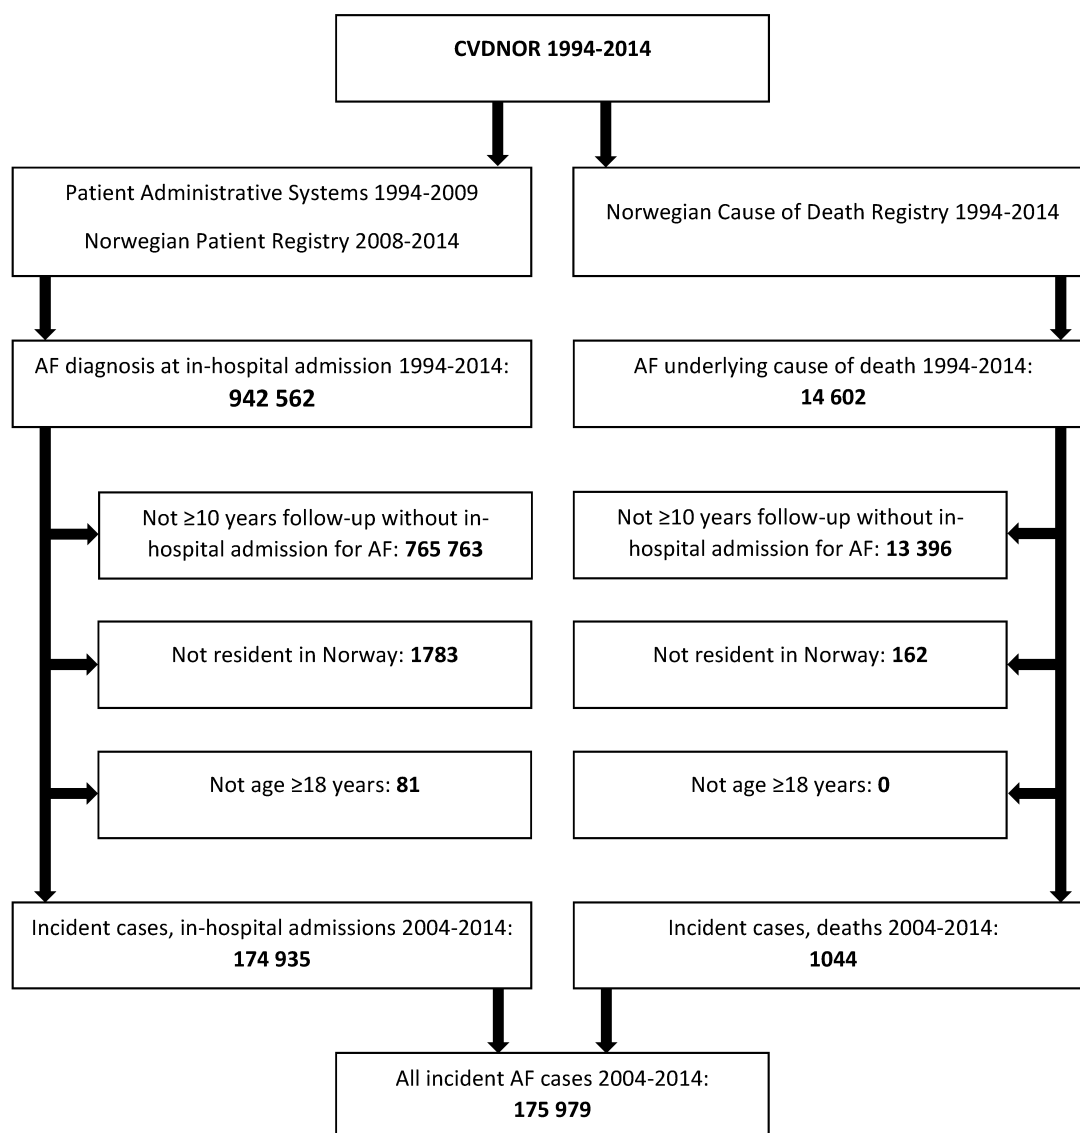 CVDNOR 1994-2014
Patient Administrative Systems 1994-2009
Norwegian Patient Registry 2008-2014
Norwegian Cause of Death Registry 1994-2014
AF diagnosis at in-hospital admission 1994-2014:
942 562
AF underlying cause of death 1994-2014:
14 602
Not ≥10 years follow-up without in-
hospital admission for AF: 765 763
Not ≥10 years follow-up without in-
hospital admission for AF: 13 396
Not resident in Norway: 1783
Not resident in Norway: 162
Not age ≥18 years: 81
Not age ≥18 years: 0
Incident cases, in-hospital admissions 2004-2014:
174 935
Incident cases, deaths 2004-2014:
1044
All incident AF cases 2004-2014:
175 979